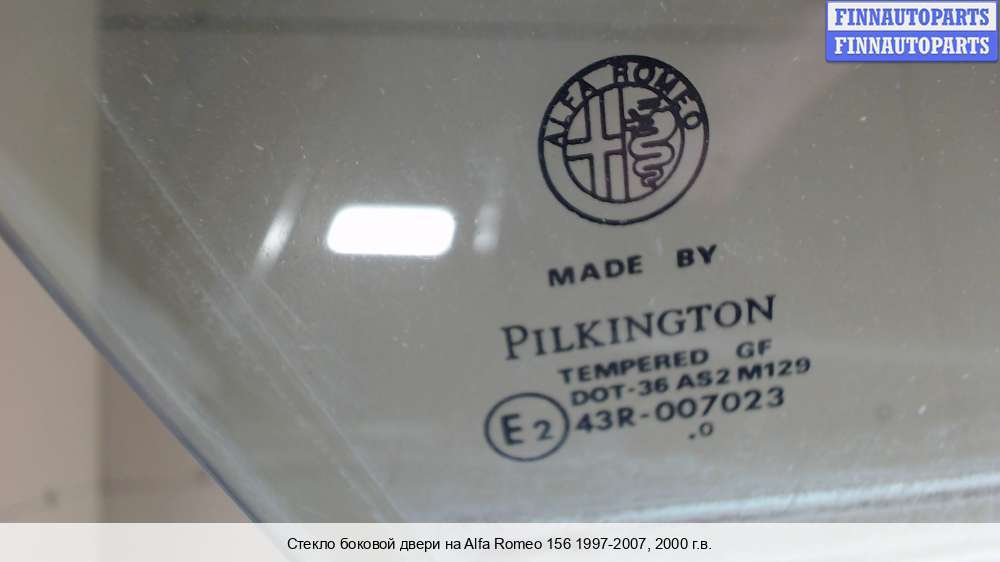 FINNAUTOPARTS
FINNAUTOPARTS
ALFA ROMEO
MADE BY
PILKINGTON
TEMPERED GF
DOT-36 AS2 M129
E2 43R-007023
.0
Стекло боковой двери на Alfa Romeo 156 1997-2007, 2000 г.в.